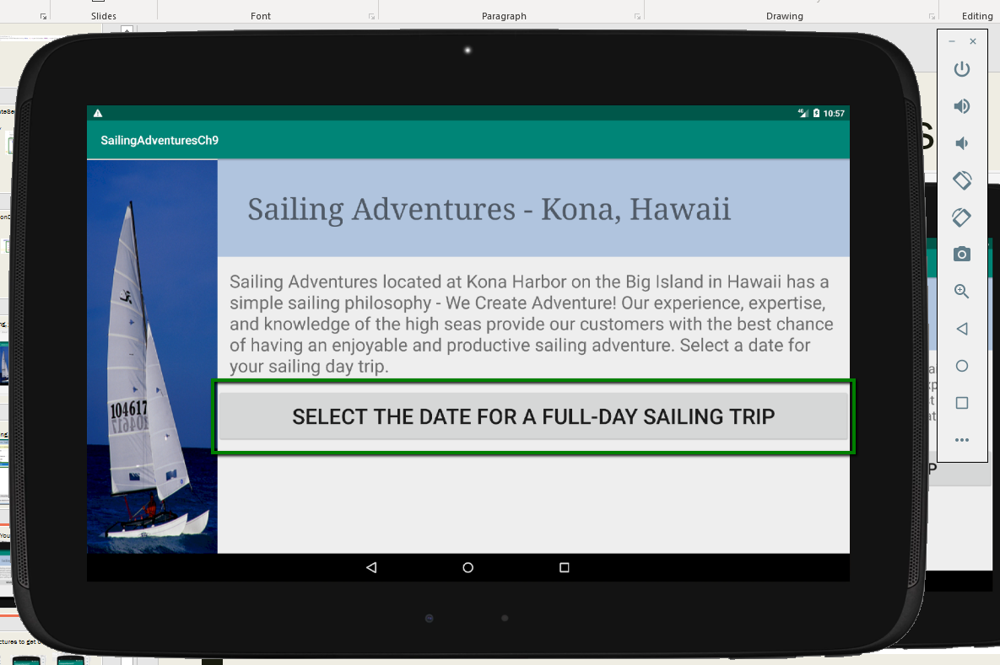 Slides Font Paragraph Drawing Editing
4G 10:57
SailingAdventuresCh9
Sailing Adventures - Kona, Hawaii
Sailing Adventures located at Kona Harbor on the Big Island in Hawaii has a
simple sailing philosophy - We Create Adventure! Our experience, expertise,
and knowledge of the high seas provide our customers with the best chance
of having an enjoyable and productive sailing adventure. Select a date for
your sailing day trip.
104617
104617
SELECT THE DATE FOR A FULL-DAY SAILING TRIP